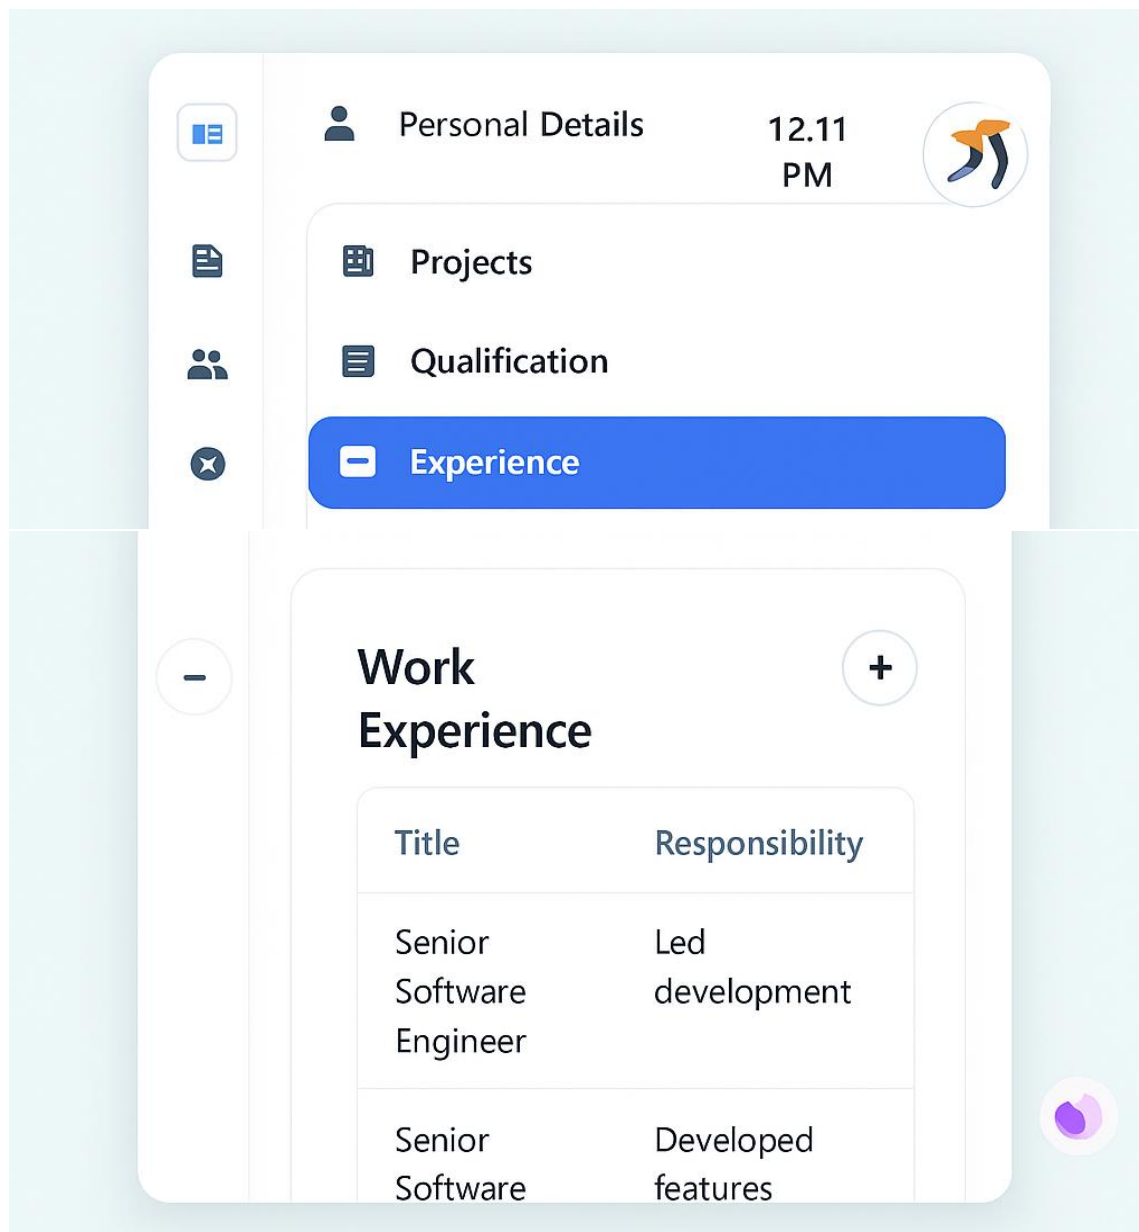 Personal Details
12.11
PM
Projects
Qualification
Experience
Work
Experience
Title Responsibility
Senior Led
Software development
Engineer
Senior Developed
Software features